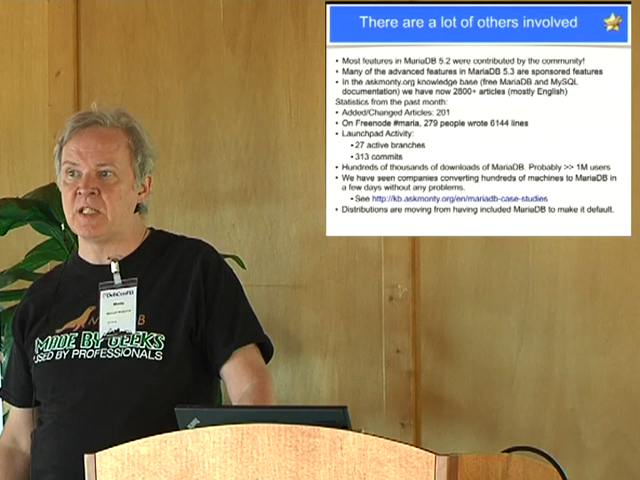 There are a lot of others involved
• Most features in MariaDB 5.2 were contributed by the community!
• Many of the advanced features in MariaDB 5.3 are sponsored features
• In the askmonty.org knowledge base (free MariaDB and MySQL
documentation) we have now 2800+ articles (mostly English)
Statistics from the past month:
• Added/Changed Articles: 201
• On Freenode #maria, 279 people wrote 6144 lines
• Launchpad Activity:
• 27 active branches
• 313 commits
• Hundreds of thousands of downloads of MariaDB. Probably >> 1M users
• We have seen companies converting hundreds of machines to MariaDB in
a few days without any problems.
• See http://kb.askmonty.org/en/mariadb-case-studies
• Distributions are moving from having included MariaDB to make it default.
Monty
MADE BY GEEKS
USED BY PROFESSIONALS